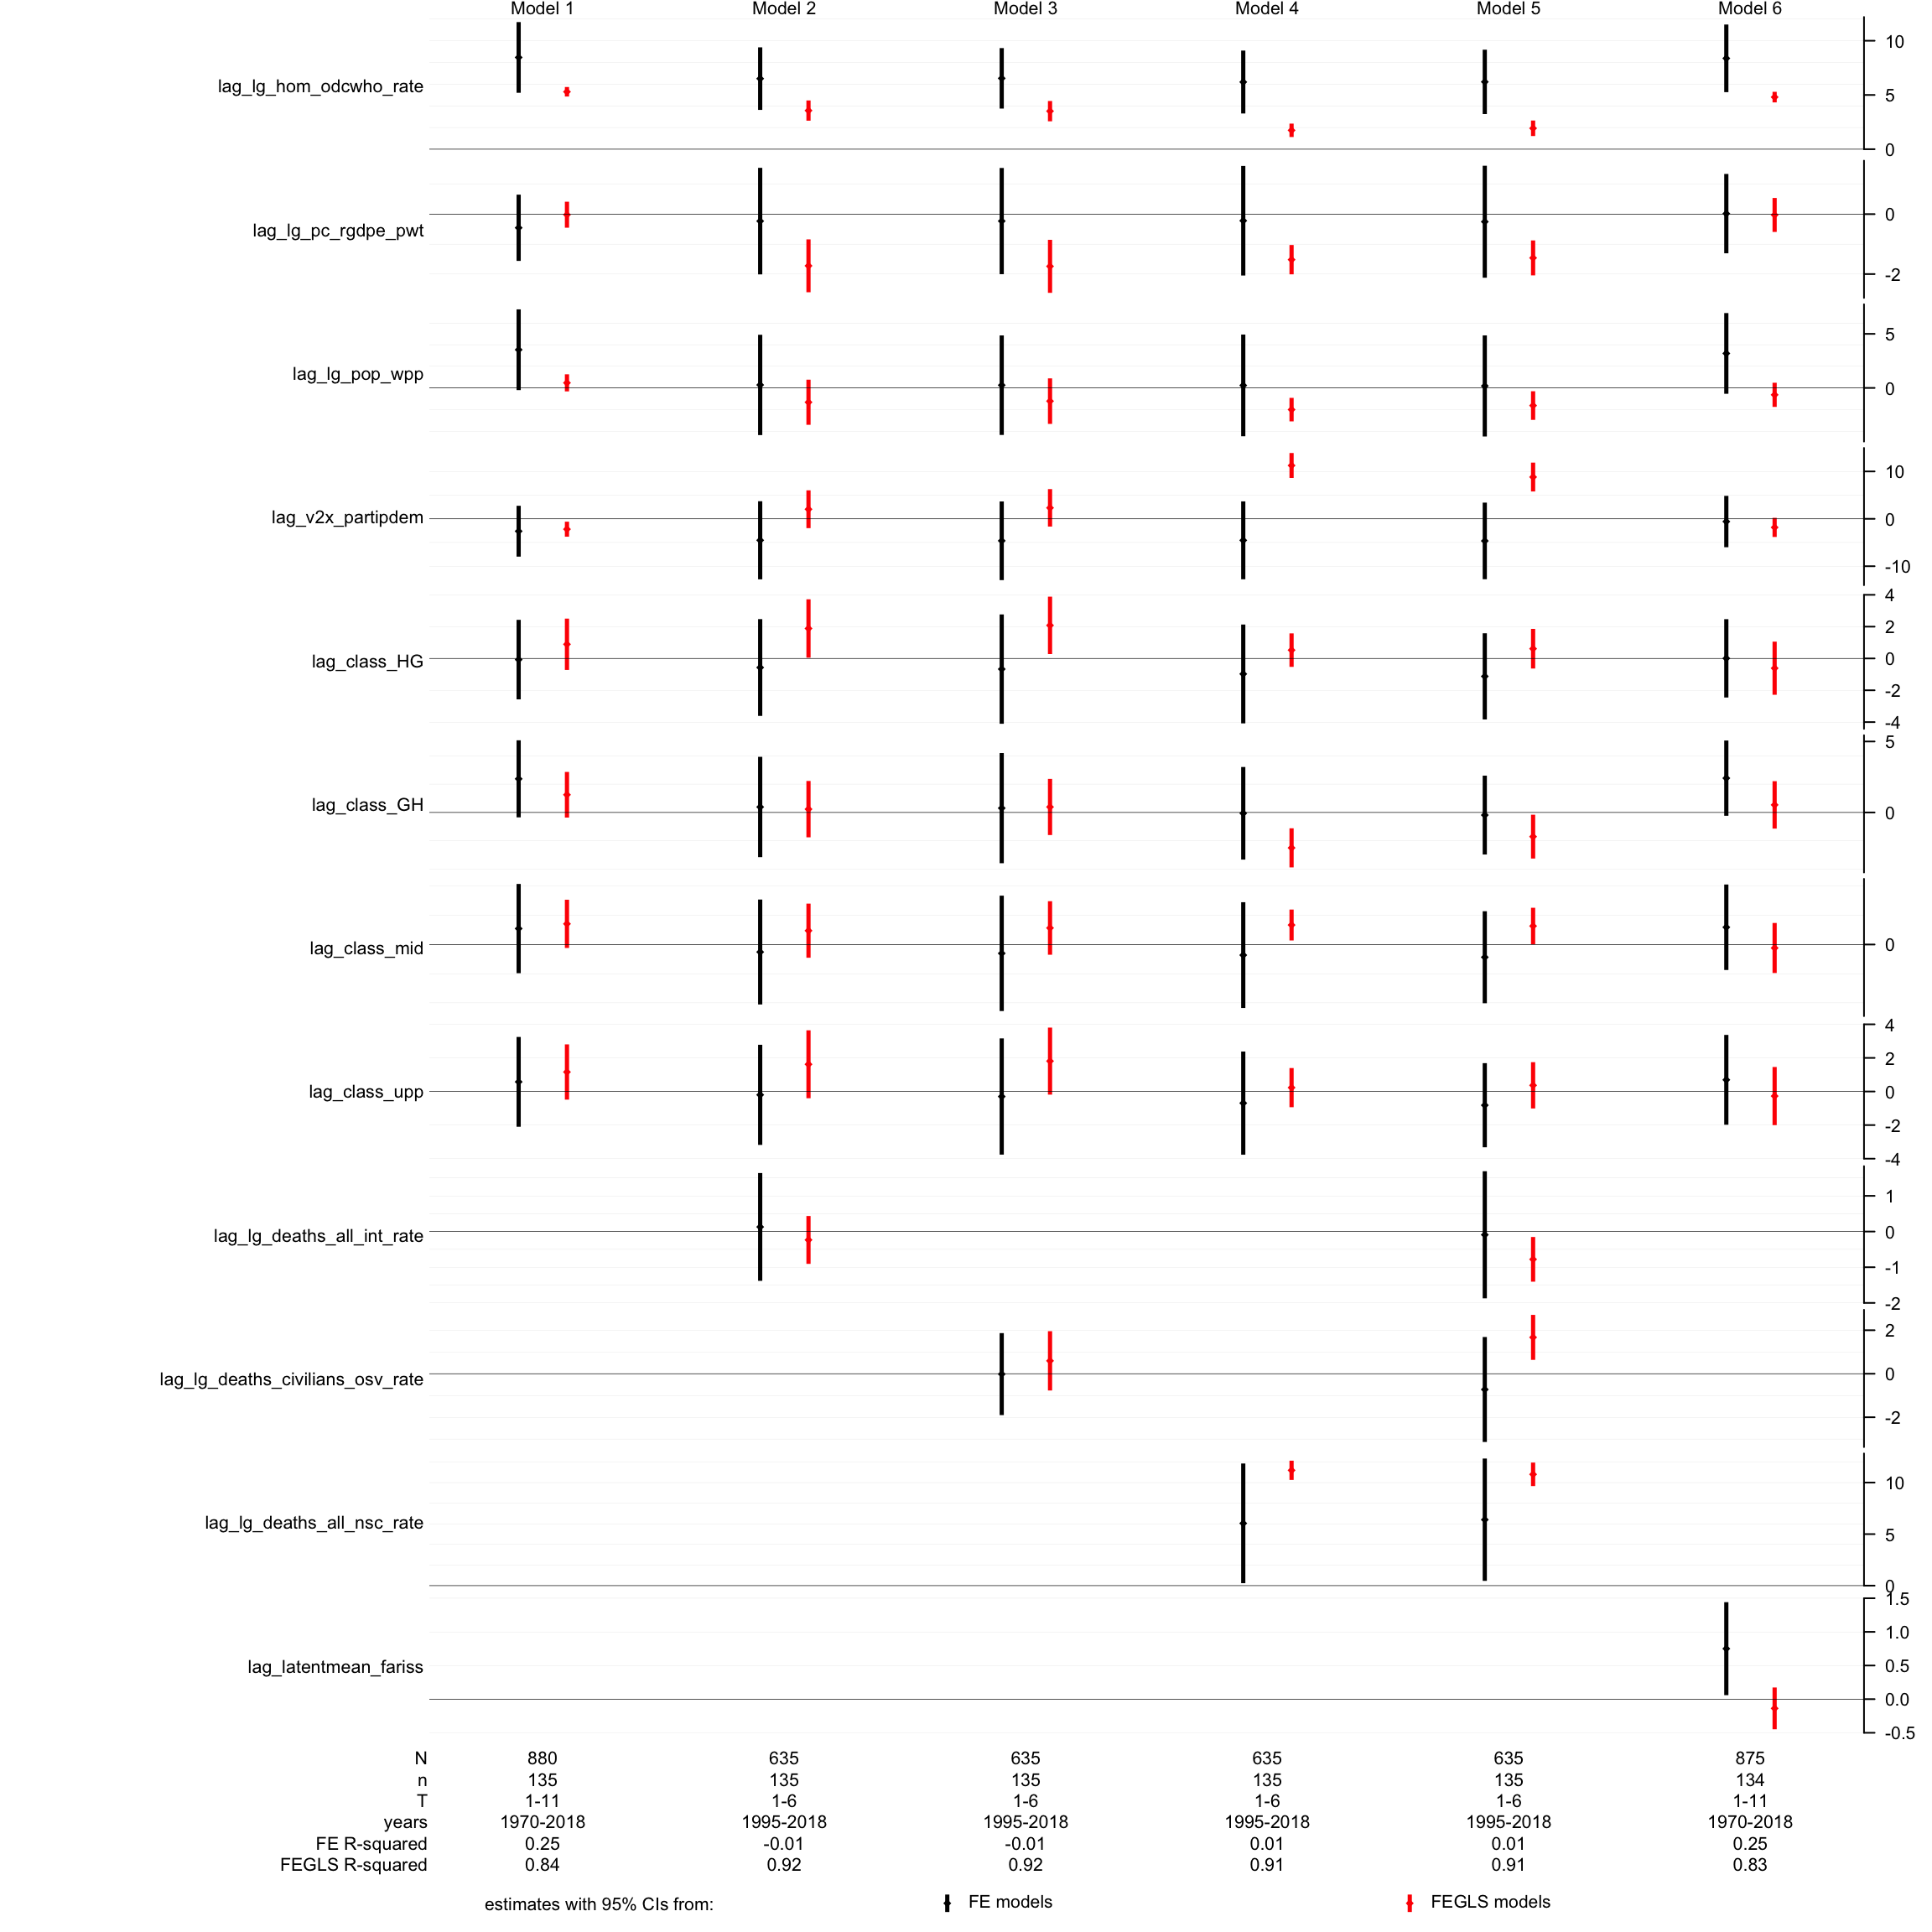 Model 1 Model 2 Model 3 Model 4 Model 5 Model 6
lag_lg_hom_odcwho_rate
10
5
0
lag_lg_pc_rgdpe_pwt
0
-2
lag_lg_pop_wpp
5
0
lag_v2x_partipdem
10
0
-10
lag_class_HG
4
2
0
-2
-4
lag_class_GH
5
0
lag_class_mid
0
lag_class_upp
4
2
0
-2
-4
lag_lg_deaths_all_int_rate
1
0
-1
-2
lag_lg_deaths_civilians_osv_rate
2
0
-2
lag_lg_deaths_all_nsc_rate
10
5
0
lag_latentmean_fariss
1.5
1.0
0.5
0.0
-0.5
N 880 635 635 635 635 875
n 135 135 135 135 135 134
T 1-11 1-6 1-6 1-6 1-6 1-11
years 1970-2018 1995-2018 1995-2018 1995-2018 1995-2018 1970-2018
FE R-squared 0.25 -0.01 -0.01 0.01 0.01 0.25
FEGLS R-squared 0.84 0.92 0.92 0.91 0.91 0.83
estimates with 95% CIs from: FE models FEGLS models